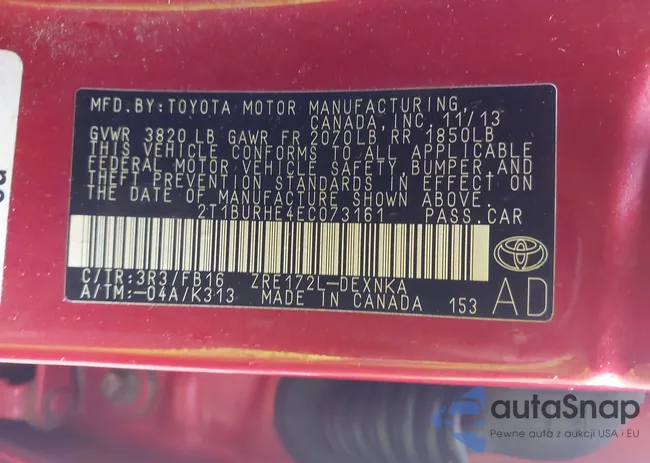 MFD. BY: TOYOTA MOTOR MANUFACTURING,
CANADA, INC. 11/13
GVWR 3820 LB GAWR FR 2070LB RR 1850LB
THIS VEHICLE CONFORMS TO ALL APPLICABLE
FEDERAL MOTOR VEHICLE SAFETY, BUMPER, AND
THEFT PREVENTION STANDARDS IN EFFECT ON
THE DATE OF MANUFACTURE SHOWN ABOVE.
2T1BURHE4EC073161 PASS. CAR
C/TR: 3R3/FB16 ZRE172L-DEXNKA
A/TM: -04A/K313 MADE IN CANADA 153
AD
autaSnap
Pewne auta z aukcji USA i EU